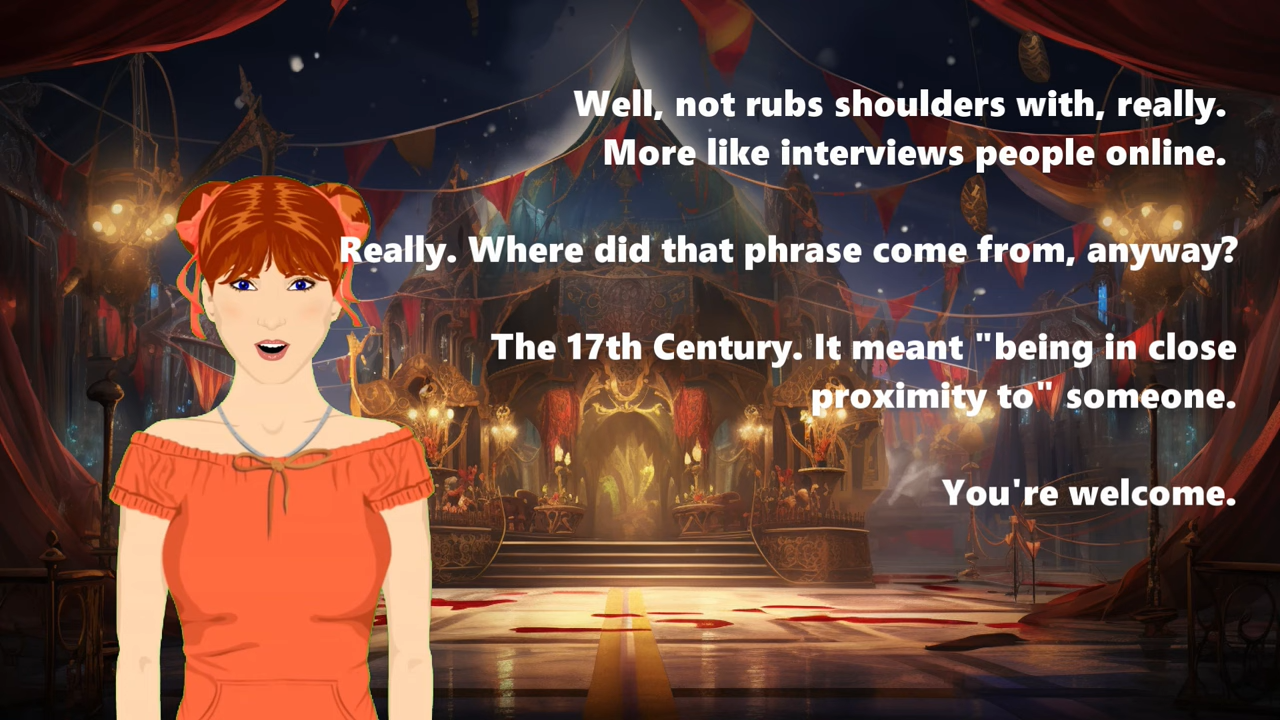 Well, not rubs shoulders with, really.
More like interviews people online.
Really. Where did that phrase come from, anyway?
The 17th Century. It meant "being in close
proximity to" someone.
You're welcome.